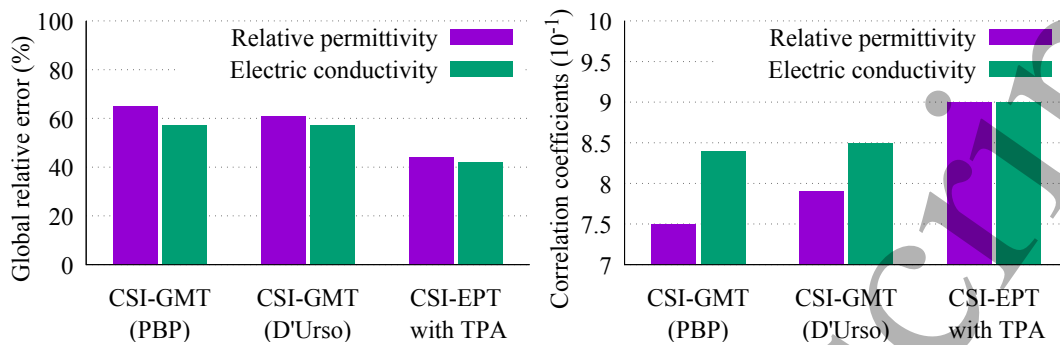 Global relative error (%)
100
80
60
40
20
0
Relative permittivity
Electric conductivity
CSI-GMT
(PBP)
CSI-GMT
(D'Urso)
CSI-EPT
with TPA
Correlation coefficients (10-1)
10
9.5
9
8.5
8
7.5
7
Relative permittivity
Electric conductivity
CSI-GMT
(PBP)
CSI-GMT
(D'Urso)
CSI-EPT
with TPA